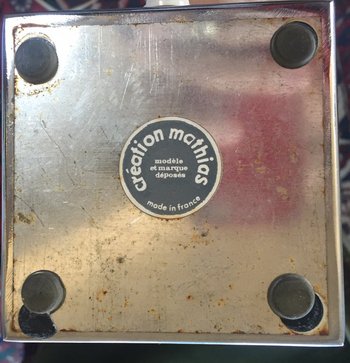 création mathias
modèle
et marque
déposés
made in france